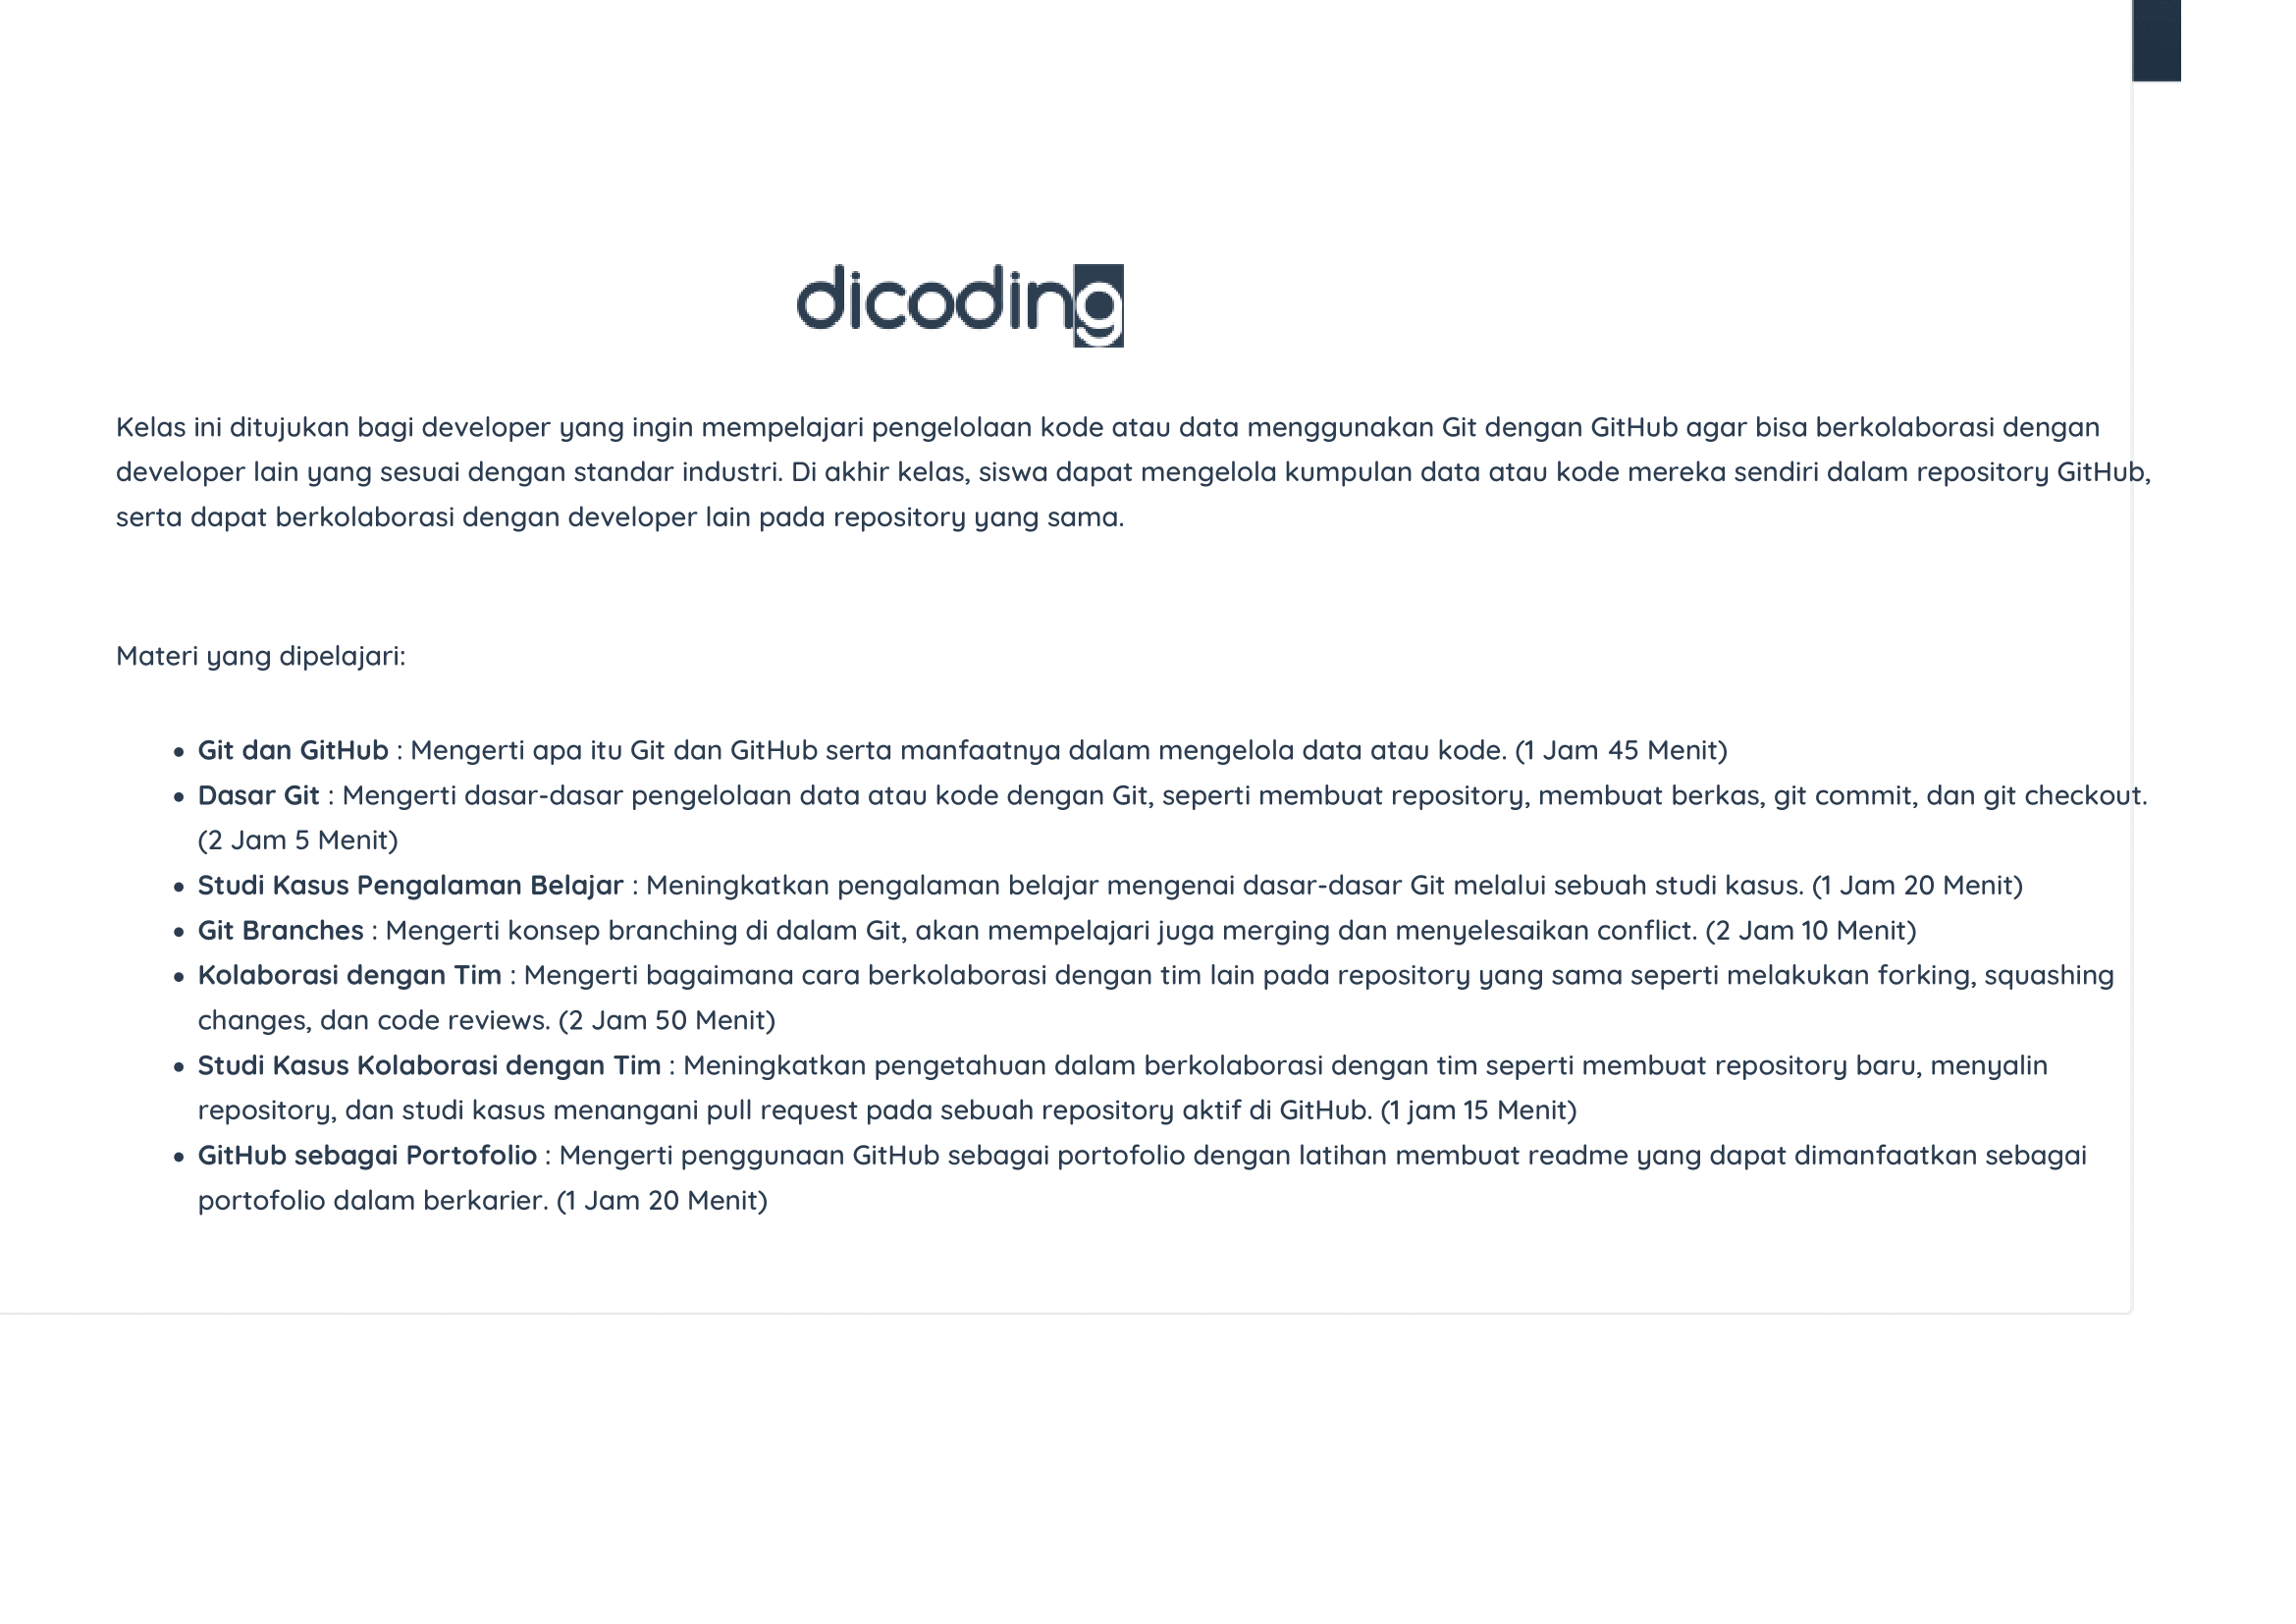 dicoding
Kelas ini ditujukan bagi developer yang ingin mempelajari pengelolaan kode atau data menggunakan Git dengan GitHub agar bisa berkolaborasi dengan
developer lain yang sesuai dengan standar industri. Di akhir kelas, siswa dapat mengelola kumpulan data atau kode mereka sendiri dalam repository GitHub,
serta dapat berkolaborasi dengan developer lain pada repository yang sama.
Materi yang dipelajari:
• Git dan GitHub : Mengerti apa itu Git dan GitHub serta manfaatnya dalam mengelola data atau kode. (1 Jam 45 Menit)
• Dasar Git : Mengerti dasar-dasar pengelolaan data atau kode dengan Git, seperti membuat repository, membuat berkas, git commit, dan git checkout.
(2 Jam 5 Menit)
• Studi Kasus Pengalaman Belajar : Meningkatkan pengalaman belajar mengenai dasar-dasar Git melalui sebuah studi kasus. (1 Jam 20 Menit)
• Git Branches : Mengerti konsep branching di dalam Git, akan mempelajari juga merging dan menyelesaikan conflict. (2 Jam 10 Menit)
• Kolaborasi dengan Tim : Mengerti bagaimana cara berkolaborasi dengan tim lain pada repository yang sama seperti melakukan forking, squashing
changes, dan code reviews. (2 Jam 50 Menit)
• Studi Kasus Kolaborasi dengan Tim : Meningkatkan pengetahuan dalam berkolaborasi dengan tim seperti membuat repository baru, menyalin
repository, dan studi kasus menangani pull request pada sebuah repository aktif di GitHub. (1 jam 15 Menit)
• GitHub sebagai Portofolio : Mengerti penggunaan GitHub sebagai portofolio dengan latihan membuat readme yang dapat dimanfaatkan sebagai
portofolio dalam berkarier. (1 Jam 20 Menit)